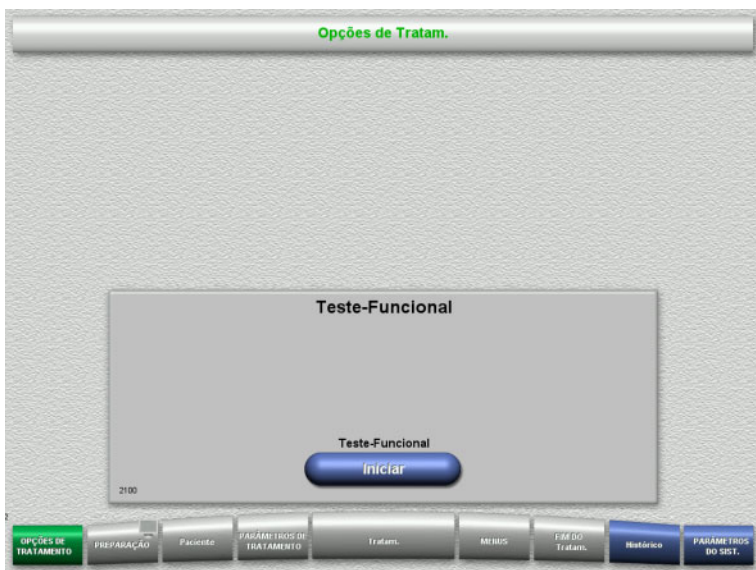 Opções de Tratam.
Teste-Funcional
Teste-Funcional
Iniciar
2100
OPÇÕES DE
TRATAMENTO
PREPARAÇÃO
Paciente
PARÂMETROS DE
TRATAMENTO
Tratam.
MENUS
FIM DO
Tratam.
Histórico
PARÂMETROS
DO SIST.